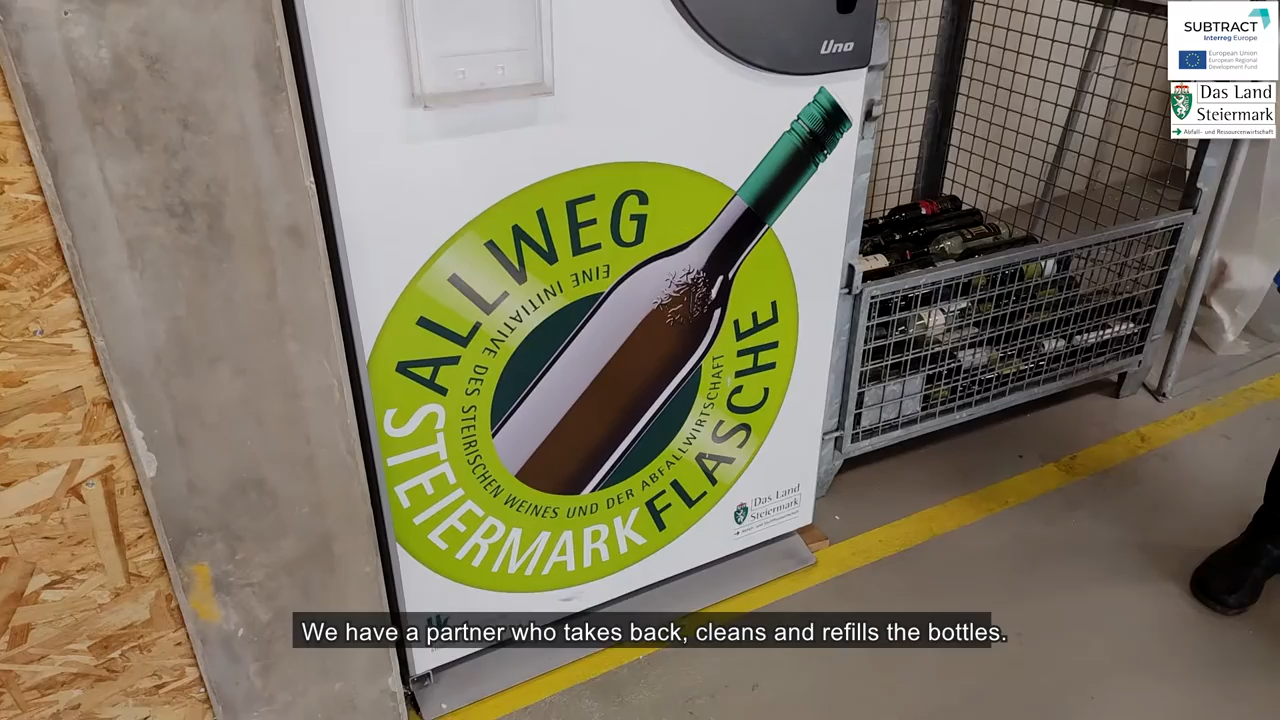 Uno
SUBTRACT
Interreg Europe
European Union
European Regional
Development Fund
Das Land
Steiermark
Abfall- und Ressourcenwirtschaft
ALLWEG
STEIERMARKFLASCHE
EINE INITIATIVE DES STEIRISCHEN WEINES UND DER ABFALLWIRTSCHAFT
Das Land
Steiermark
We have a partner who takes back, cleans and refills the bottles.